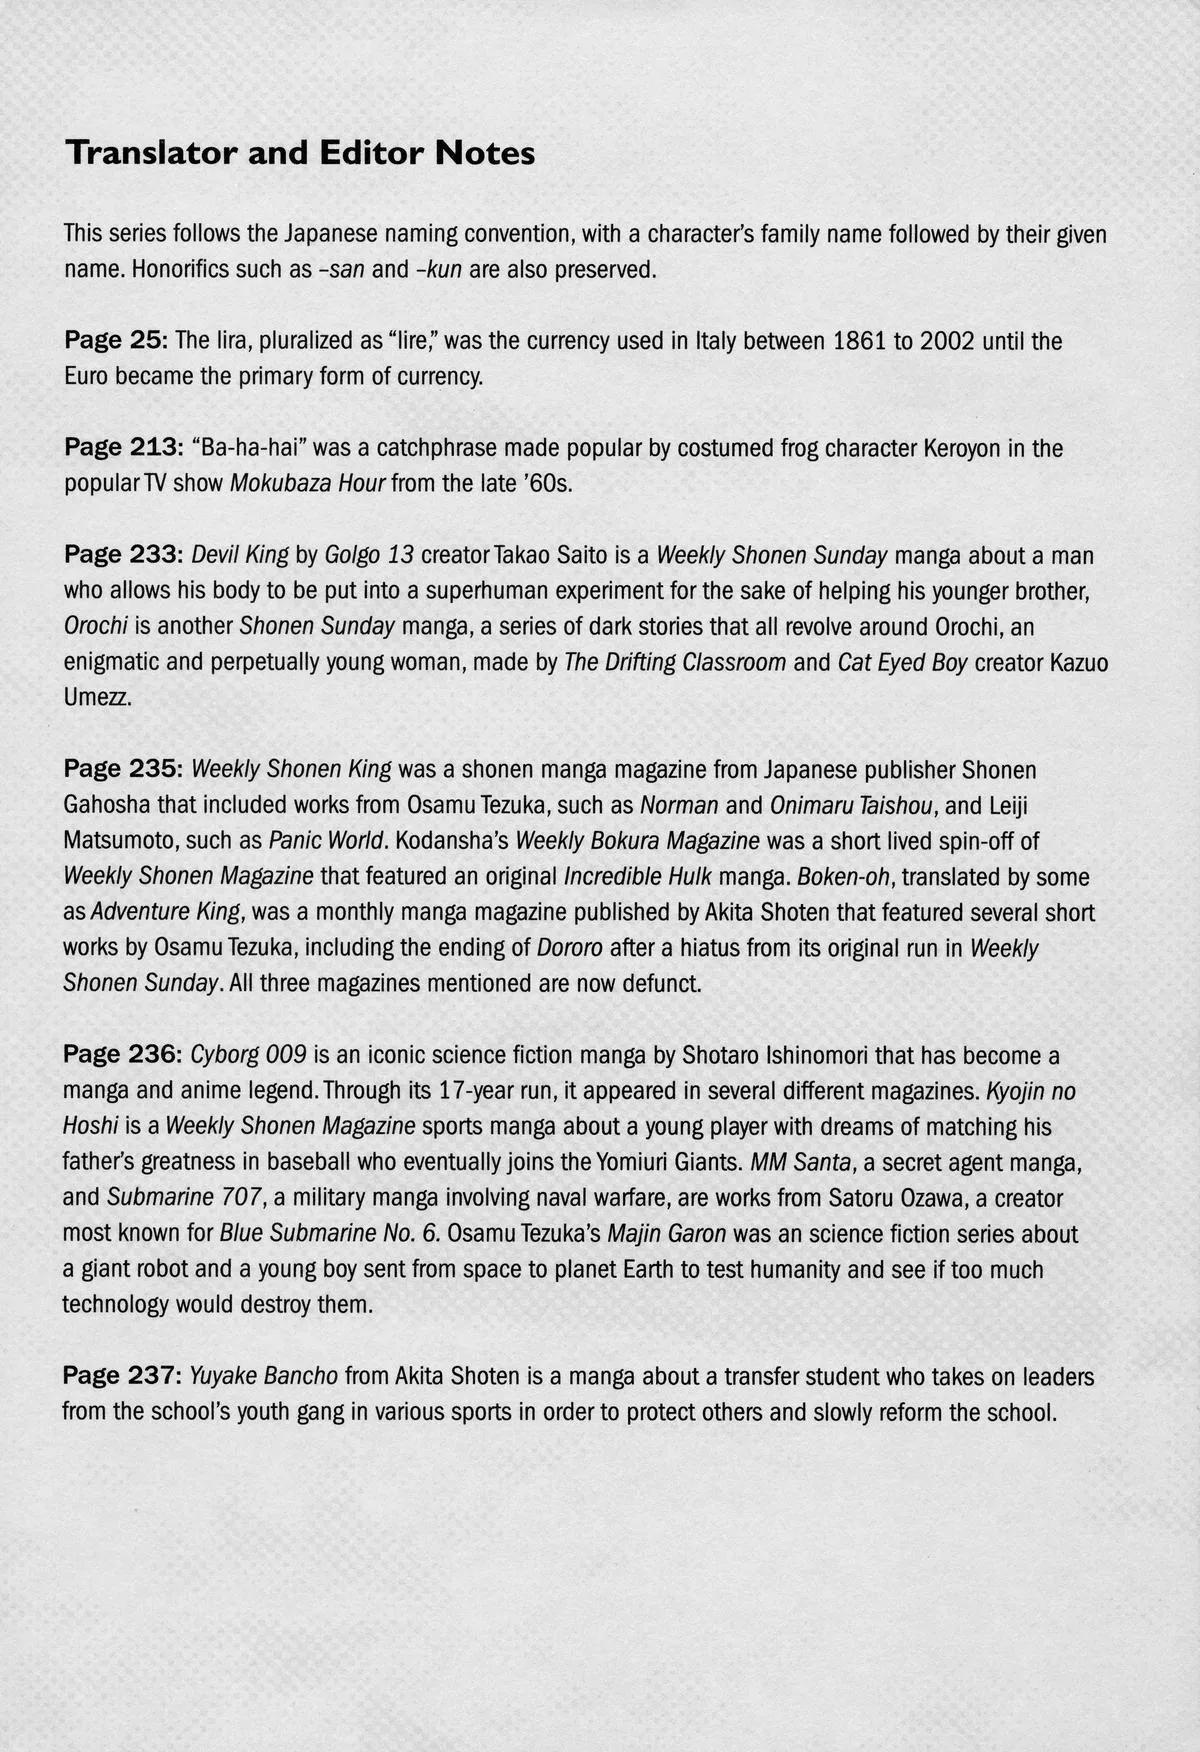 Translator and Editor Notes
This series follows the Japanese naming convention, with a character’s family name followed by their given
name. Honorifics such as –san and –kun are also preserved.
Page 25: The lira, pluralized as “lire,” was the currency used in Italy between 1861 to 2002 until the
Euro became the primary form of currency.
Page 213: “Ba-ha-hai” was a catchphrase made popular by costumed frog character Keroyon in the
popular TV show Mokubaza Hour from the late ’60s.
Page 233: Devil King by Golgo 13 creator Takao Saito is a Weekly Shonen Sunday manga about a man
who allows his body to be put into a superhuman experiment for the sake of helping his younger brother,
Orochi is another Shonen Sunday manga, a series of dark stories that all revolve around Orochi, an
enigmatic and perpetually young woman, made by The Drifting Classroom and Cat Eyed Boy creator Kazuo
Umezz.
Page 235: Weekly Shonen King was a shonen manga magazine from Japanese publisher Shonen
Gahosha that included works from Osamu Tezuka, such as Norman and Onimaru Taishou, and Leiji
Matsumoto, such as Panic World. Kodansha’s Weekly Bokura Magazine was a short lived spin-off of
Weekly Shonen Magazine that featured an original Incredible Hulk manga. Boken-oh, translated by some
as Adventure King, was a monthly manga magazine published by Akita Shoten that featured several short
works by Osamu Tezuka, including the ending of Dororo after a hiatus from its original run in Weekly
Shonen Sunday. All three magazines mentioned are now defunct.
Page 236: Cyborg 009 is an iconic science fiction manga by Shotaro Ishinomori that has become a
manga and anime legend. Through its 17-year run, it appeared in several different magazines. Kyojin no
Hoshi is a Weekly Shonen Magazine sports manga about a young player with dreams of matching his
father’s greatness in baseball who eventually joins the Yomiuri Giants. MM Santa, a secret agent manga,
and Submarine 707, a military manga involving naval warfare, are works from Satoru Ozawa, a creator
most known for Blue Submarine No. 6. Osamu Tezuka’s Majin Garon was an science fiction series about
a giant robot and a young boy sent from space to planet Earth to test humanity and see if too much
technology would destroy them.
Page 237: Yuyake Bancho from Akita Shoten is a manga about a transfer student who takes on leaders
from the school’s youth gang in various sports in order to protect others and slowly reform the school.